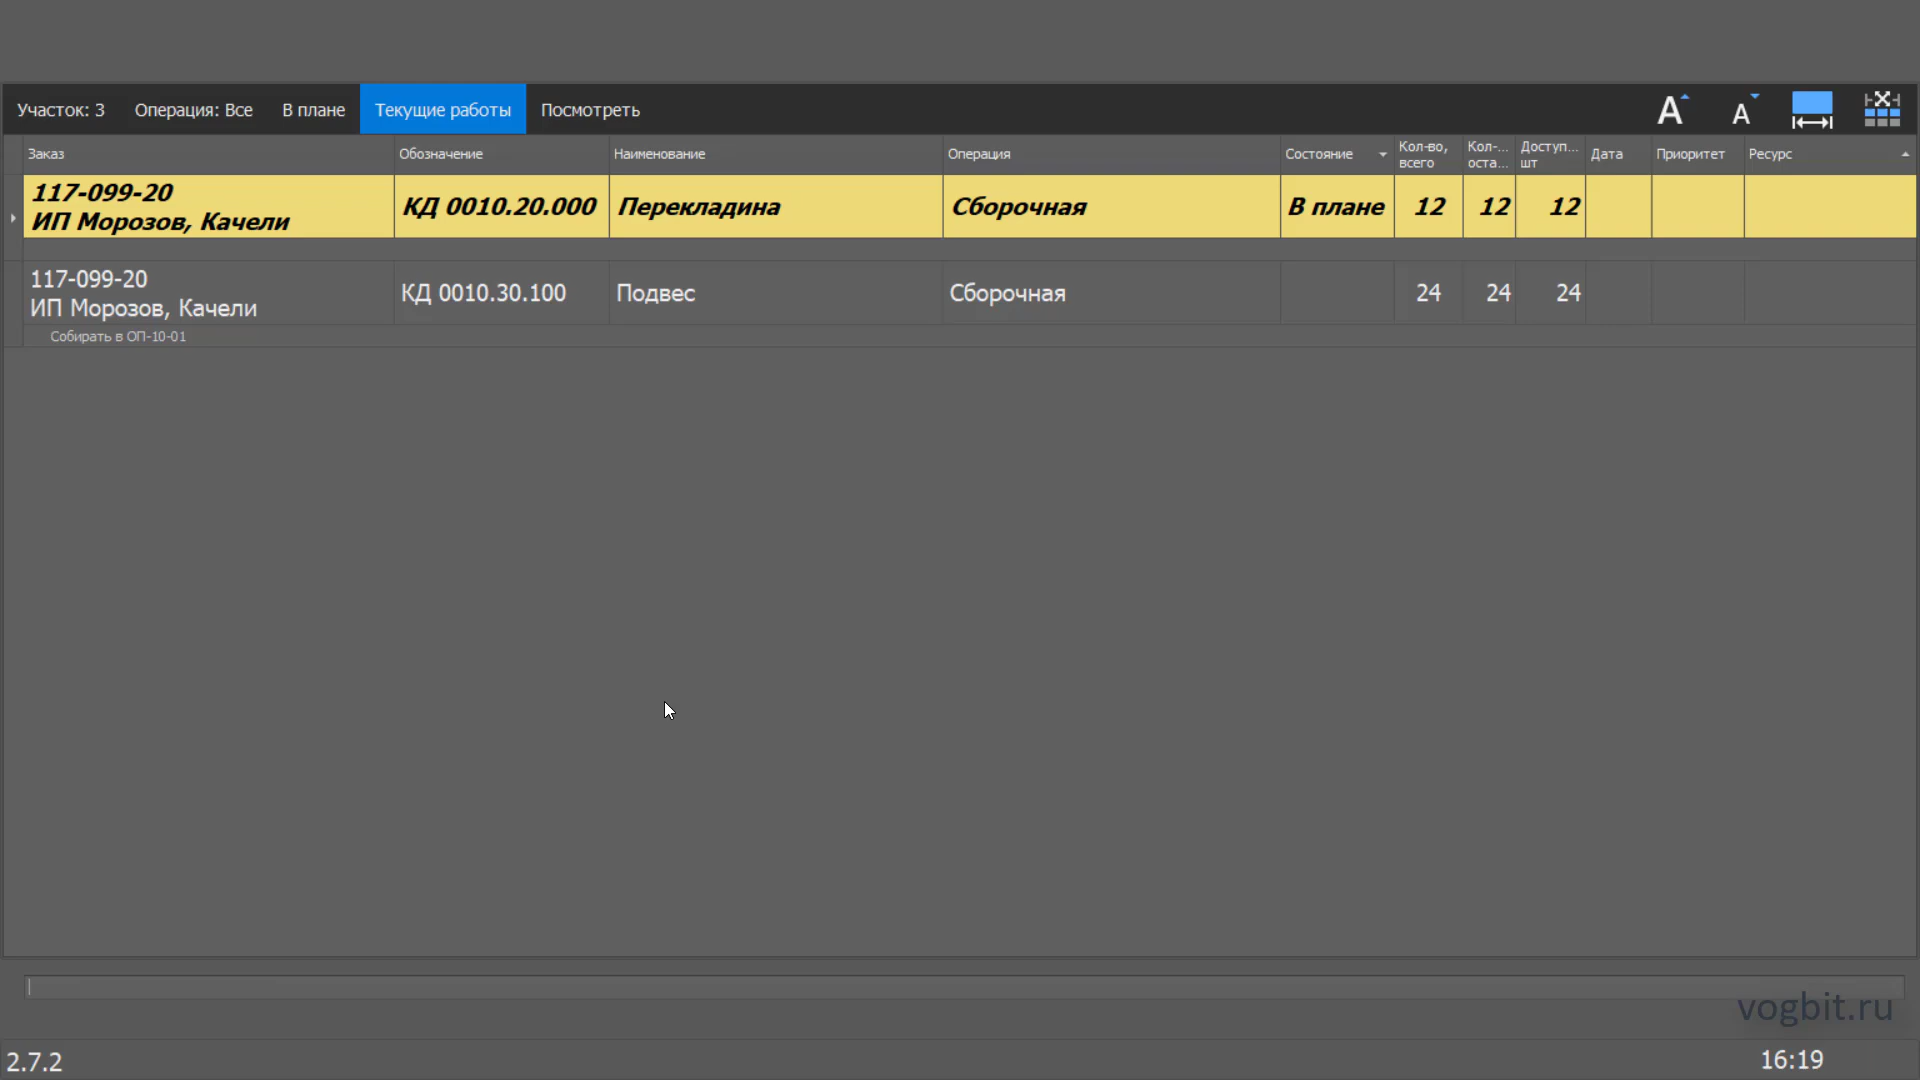 Участок: 3 Операция: Все В плане Текущие работы Посмотреть A A
Заказ Обозначение Наименование Операция Состояние Кол-во, всего Кол-... оста... Доступ... шт Дата Приоритет Ресурс
117-099-20
ИП Морозов, Качели КД 0010.20.000 Перекладина Сборочная В плане 12 12 12
117-099-20
ИП Морозов, Качели КД 0010.30.100 Подвес Сборочная 24 24 24
Собирать в ОП-10-01
vogbit.ru
2.7.2 16:19